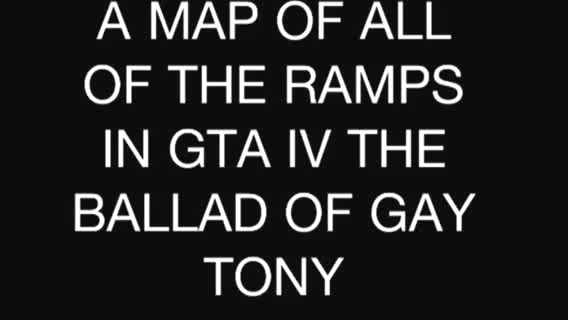 A MAP OF ALL
OF THE RAMPS
IN GTA IV THE
BALLAD OF GAY
TONY